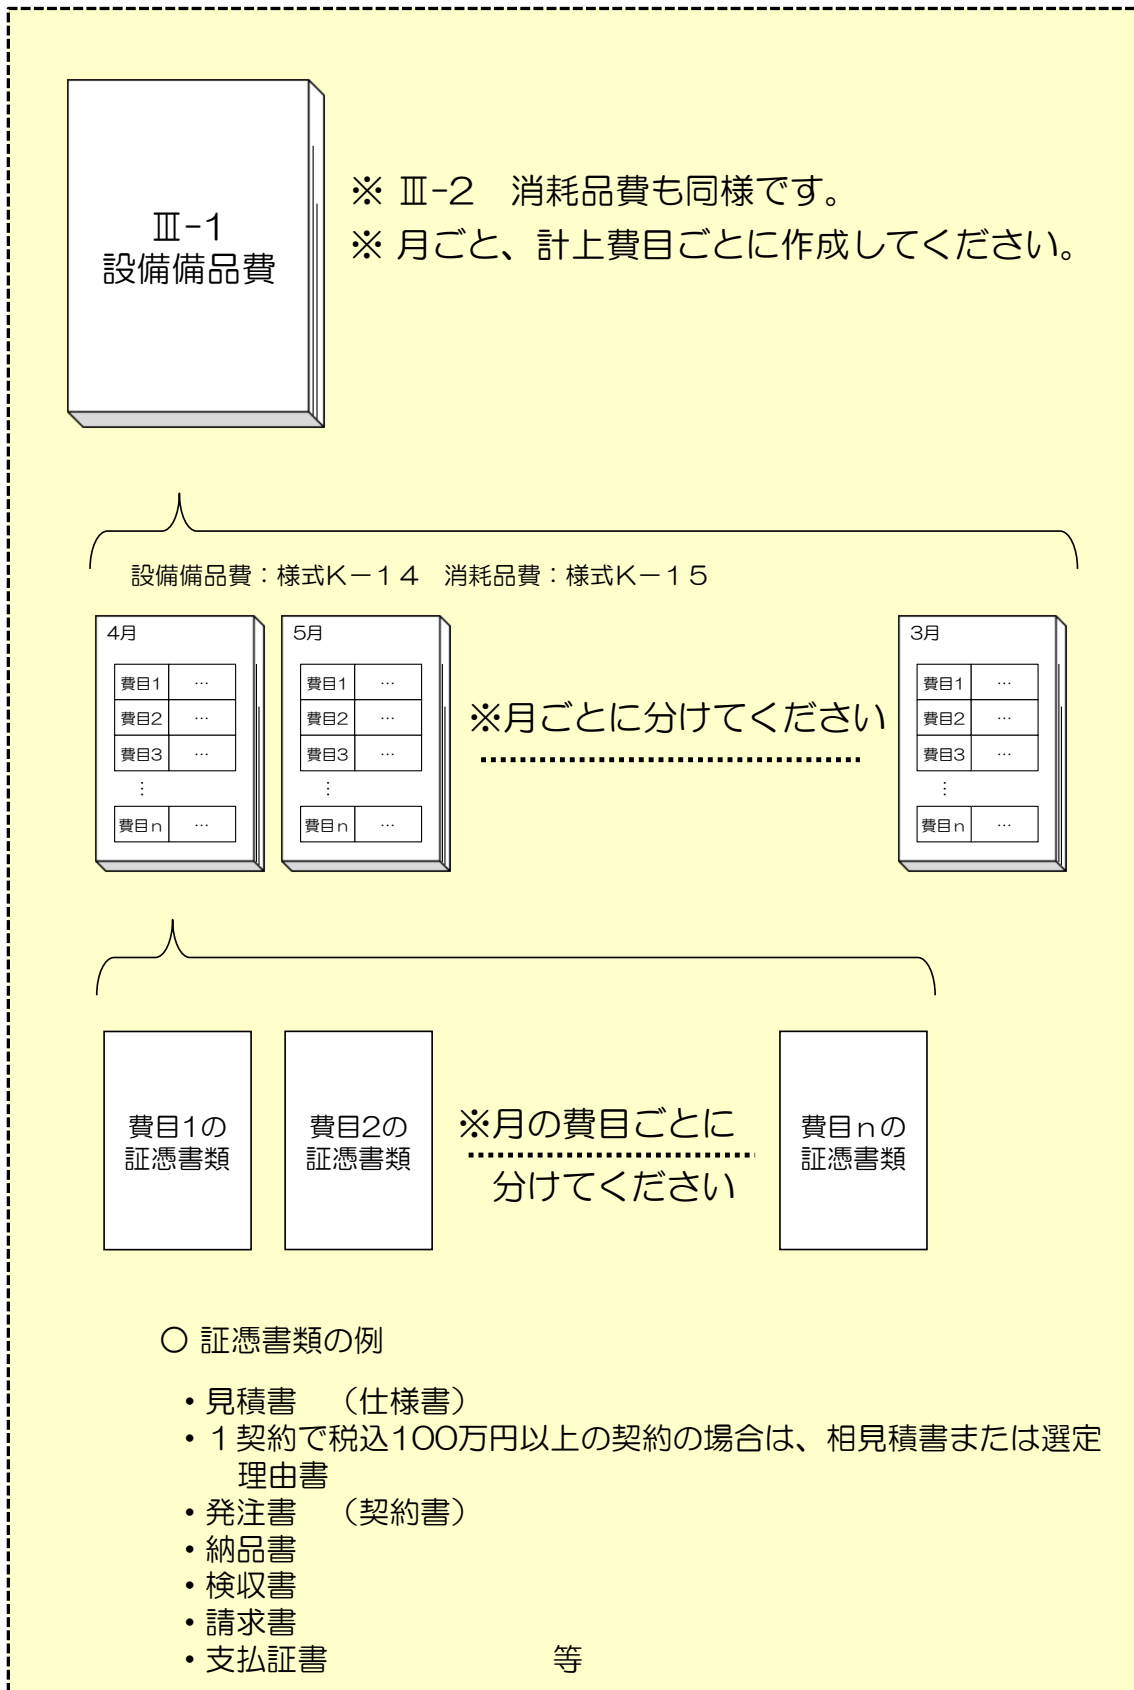 Ⅲ-1
設備備品費
※ Ⅲ-2　消耗品費も同様です。
※ 月ごと、計上費目ごとに作成してください。
設備備品費：様式K－１４　消耗品費：様式K－１５
4月
費目1 …
費目2 …
費目3 …
⋮
費目ｎ …
5月
費目1 …
費目2 …
費目3 …
⋮
費目ｎ …
※月ごとに分けてください
3月
費目1 …
費目2 …
費目3 …
⋮
費目ｎ …
費目1の
証憑書類
費目2の
証憑書類
※月の費目ごとに
分けてください
費目ｎの
証憑書類
○ 証憑書類の例
・見積書　（仕様書）
・１契約で税込100万円以上の契約の場合は、相見積書または選定
理由書
・発注書　（契約書）
・納品書
・検収書
・請求書
・支払証書　　　　　　　等